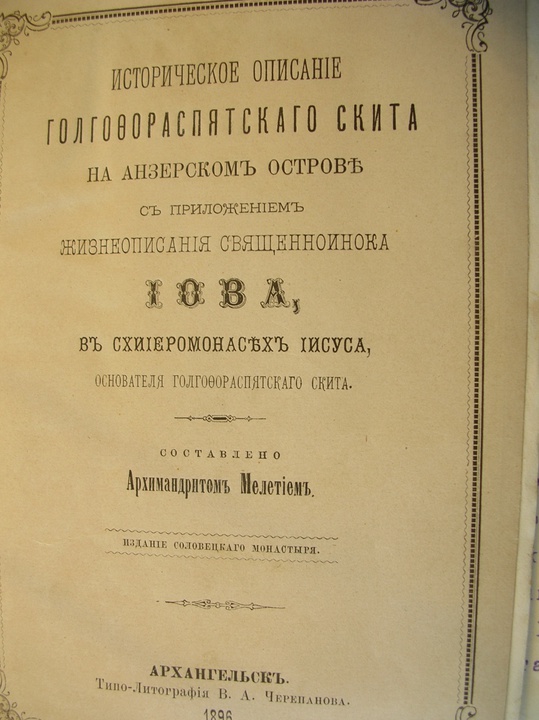 ИСТОРИЧЕСКОЕ ОПИСАНІЕ
ГОЛГОѲОРАСПЯТСКАГО СКИТА
НА АНЗЕРСКОМЪ ОСТРОВѢ
СЪ ПРИЛОЖЕНІЕМЪ
ЖИЗНЕОПИСАНІЯ СВЯЩЕННОИНОКА
ІОВА,
ВЪ СХИІЕРОМОНАСѢХЪ ІИСУСА,
ОСНОВАТЕЛЯ ГОЛГОѲОРАСПЯТСКАГО СКИТА.
СОСТАВЛЕНО
Архимандритомъ Мелетіемъ.
ИЗДАНІЕ СОЛОВЕЦКАГО МОНАСТЫРЯ.
АРХАНГЕЛЬСКЪ.
Типо-Литографія В. А. Черепанова.
1896